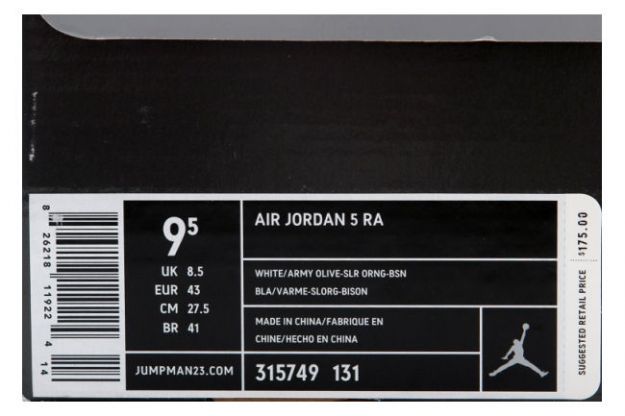 8 26218 11922 4 14
9⁵
UK 8.5
EUR 43
CM 27.5
BR 41
JUMPMAN23.COM
AIR JORDAN 5 RA
WHITE/ARMY OLIVE-SLR ORNG-BSN
BLA/VARME-SLORG-BISON
MADE IN CHINA/FABRIQUE EN
CHINE/HECHO EN CHINA
315749 131
SUGGESTED RETAIL PRICE $175.00